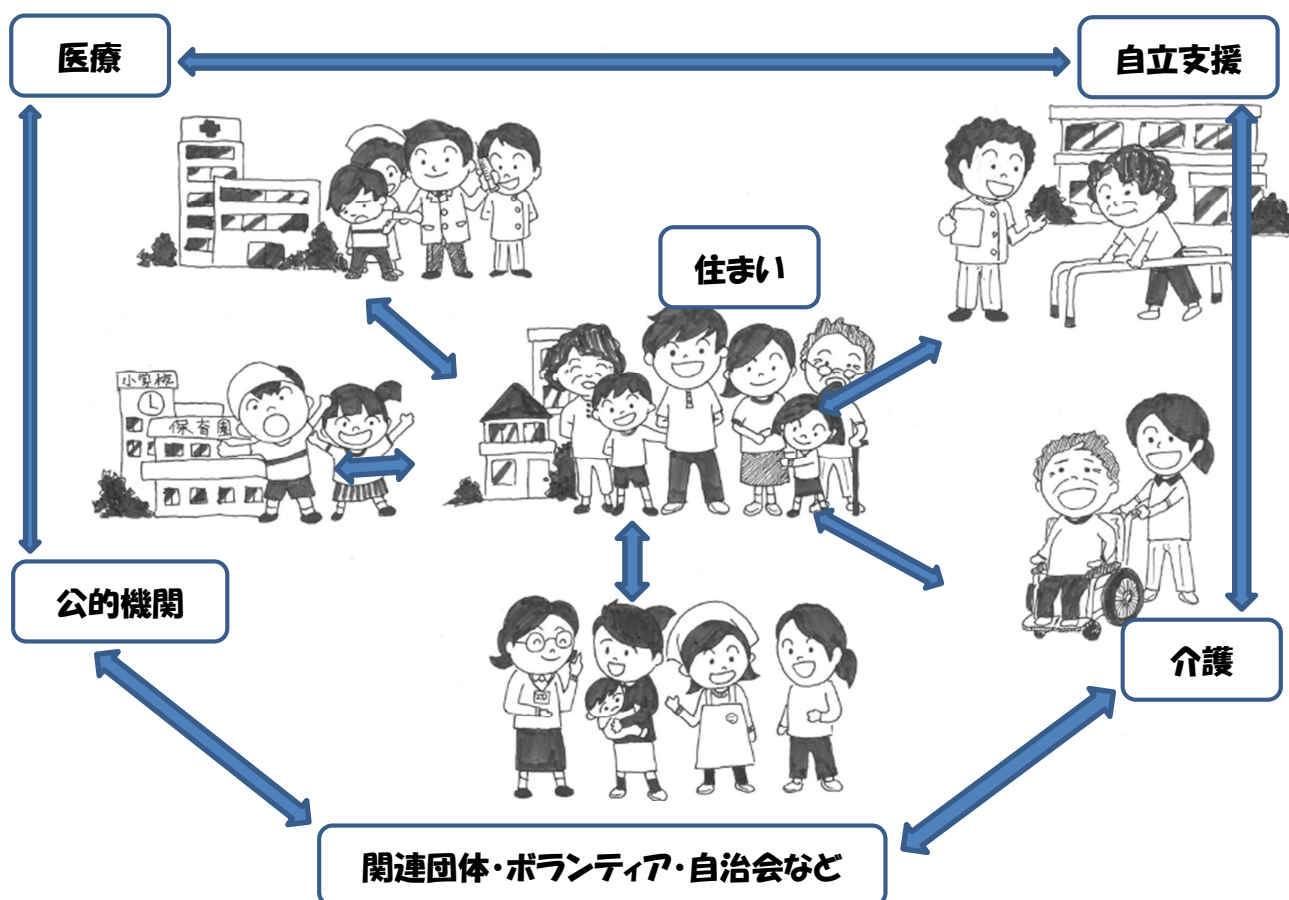 医療
自立支援
住まい
小学校
保育園
公的機関
介護
関連団体・ボランティア・自治会など